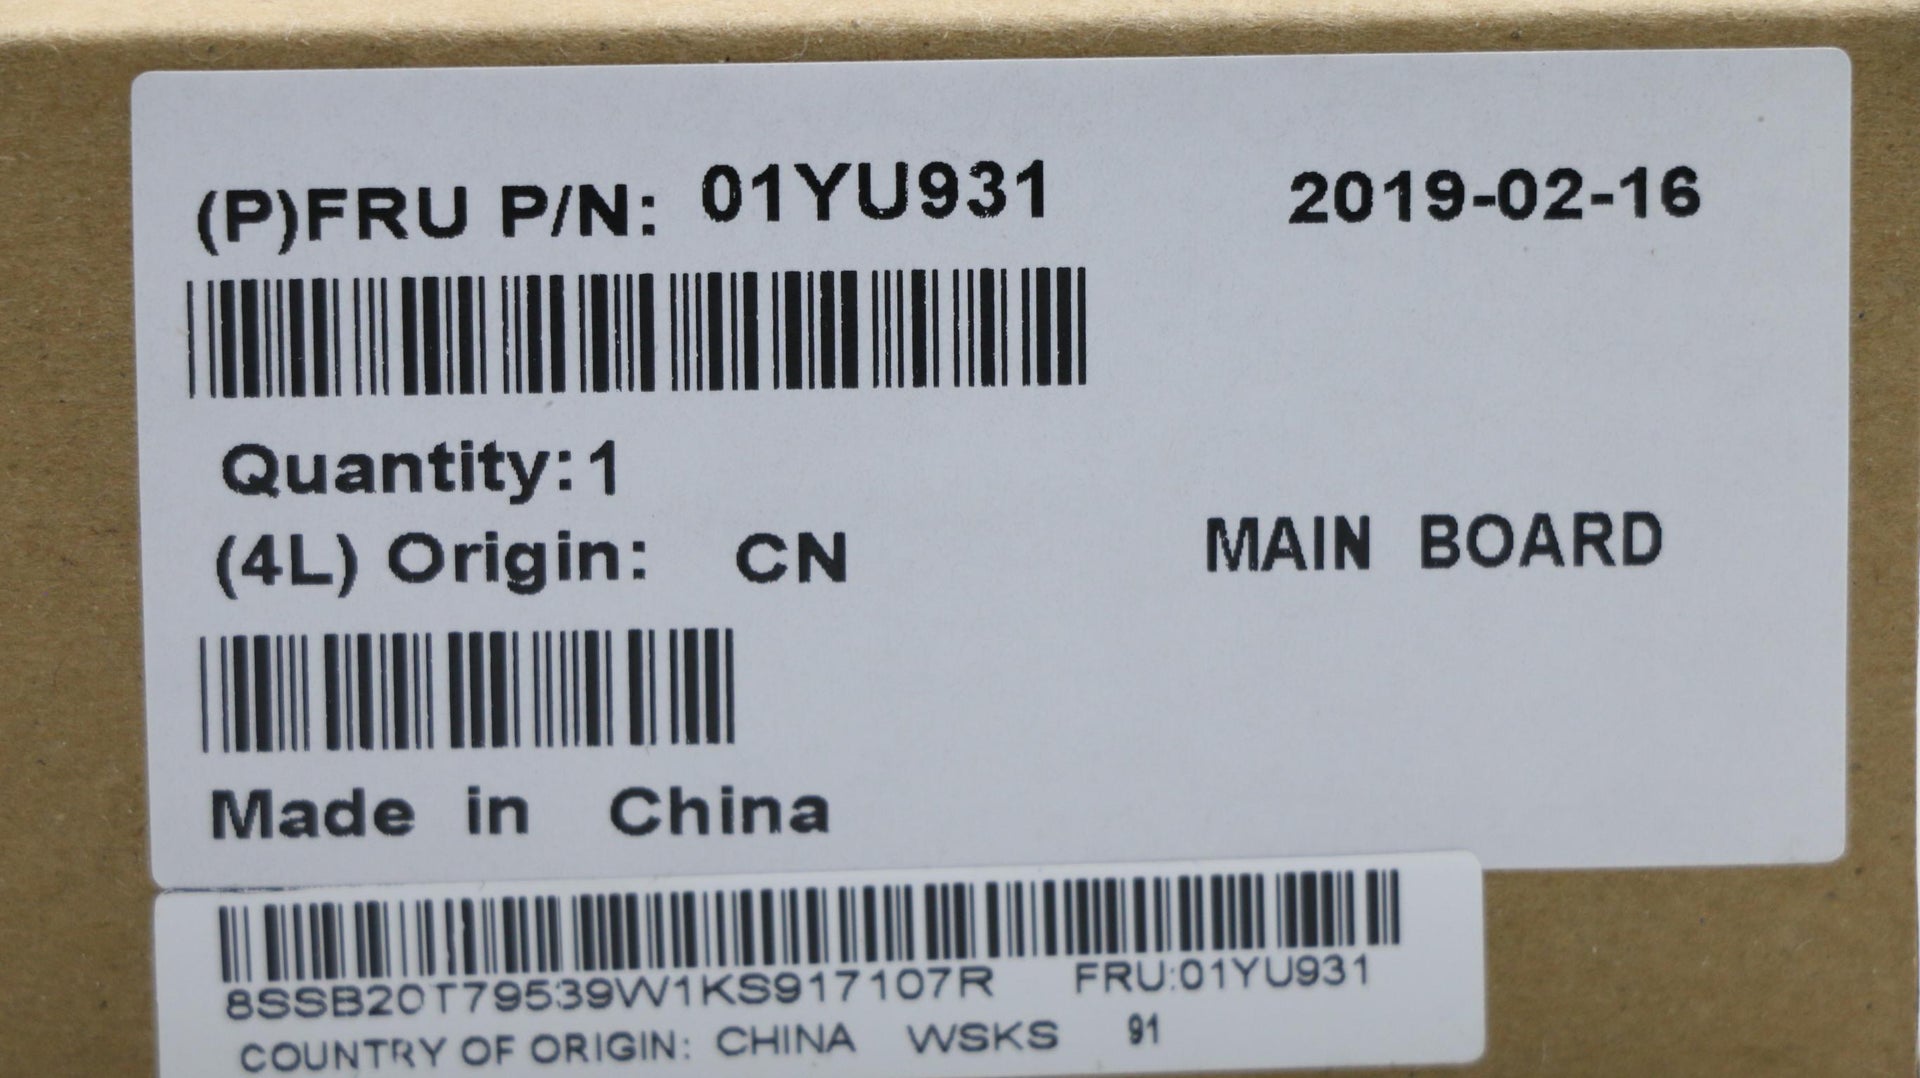 (P)FRU P/N: 01YU931 2019-02-16
Quantity:1
(4L) Origin: CN MAIN BOARD
Made in China
8SSB20T79539W1KS917107R FRU:01YU931
COUNTRY OF ORIGIN: CHINA WSKS 91